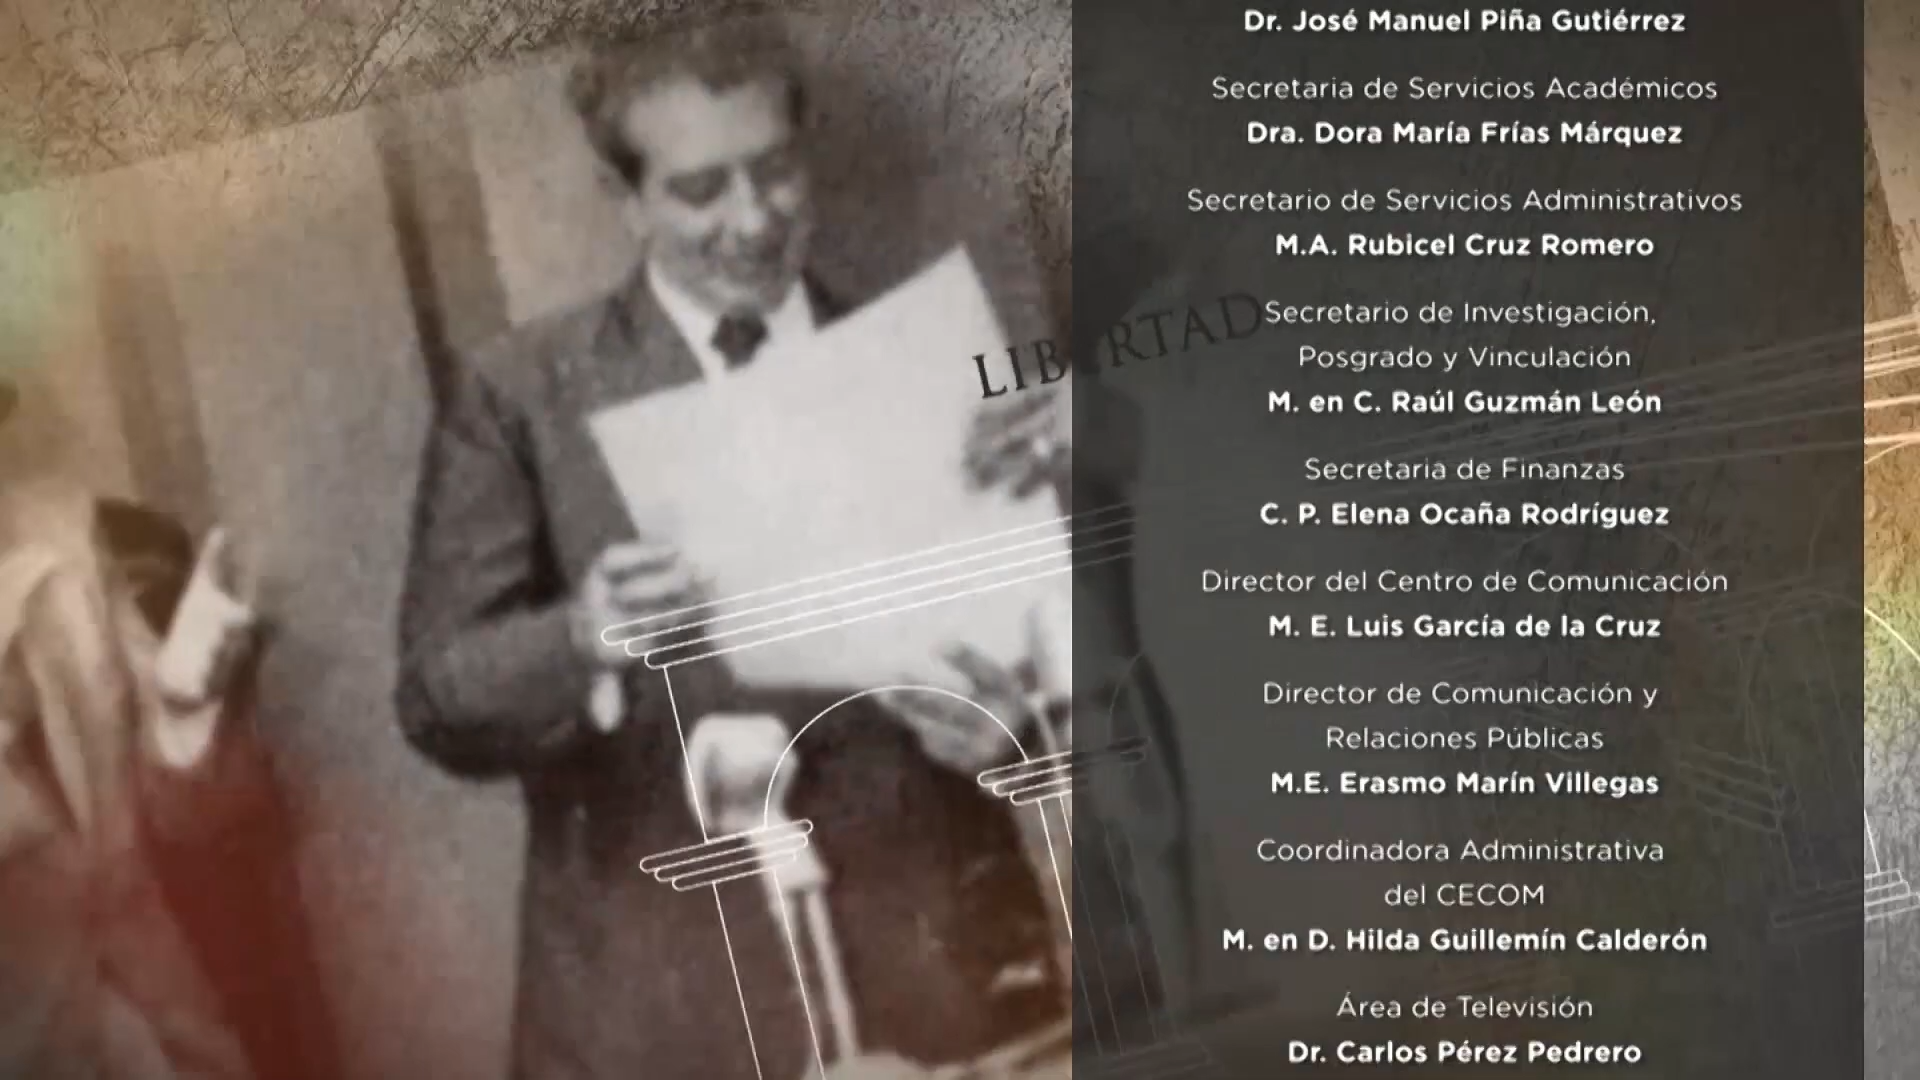 Dr. José Manuel Piña Gutiérrez
Secretaria de Servicios Académicos
Dra. Dora María Frías Márquez
Secretario de Servicios Administrativos
M.A. Rubicel Cruz Romero
LIBERTAD
Secretario de Investigación,
Posgrado y Vinculación
M. en C. Raúl Guzmán León
Secretaria de Finanzas
C. P. Elena Ocaña Rodríguez
Director del Centro de Comunicación
M. E. Luis García de la Cruz
Director de Comunicación y
Relaciones Públicas
M.E. Erasmo Marín Villegas
Coordinadora Administrativa
del CECOM
M. en D. Hilda Guillemín Calderón
Área de Televisión
Dr. Carlos Pérez Pedrero